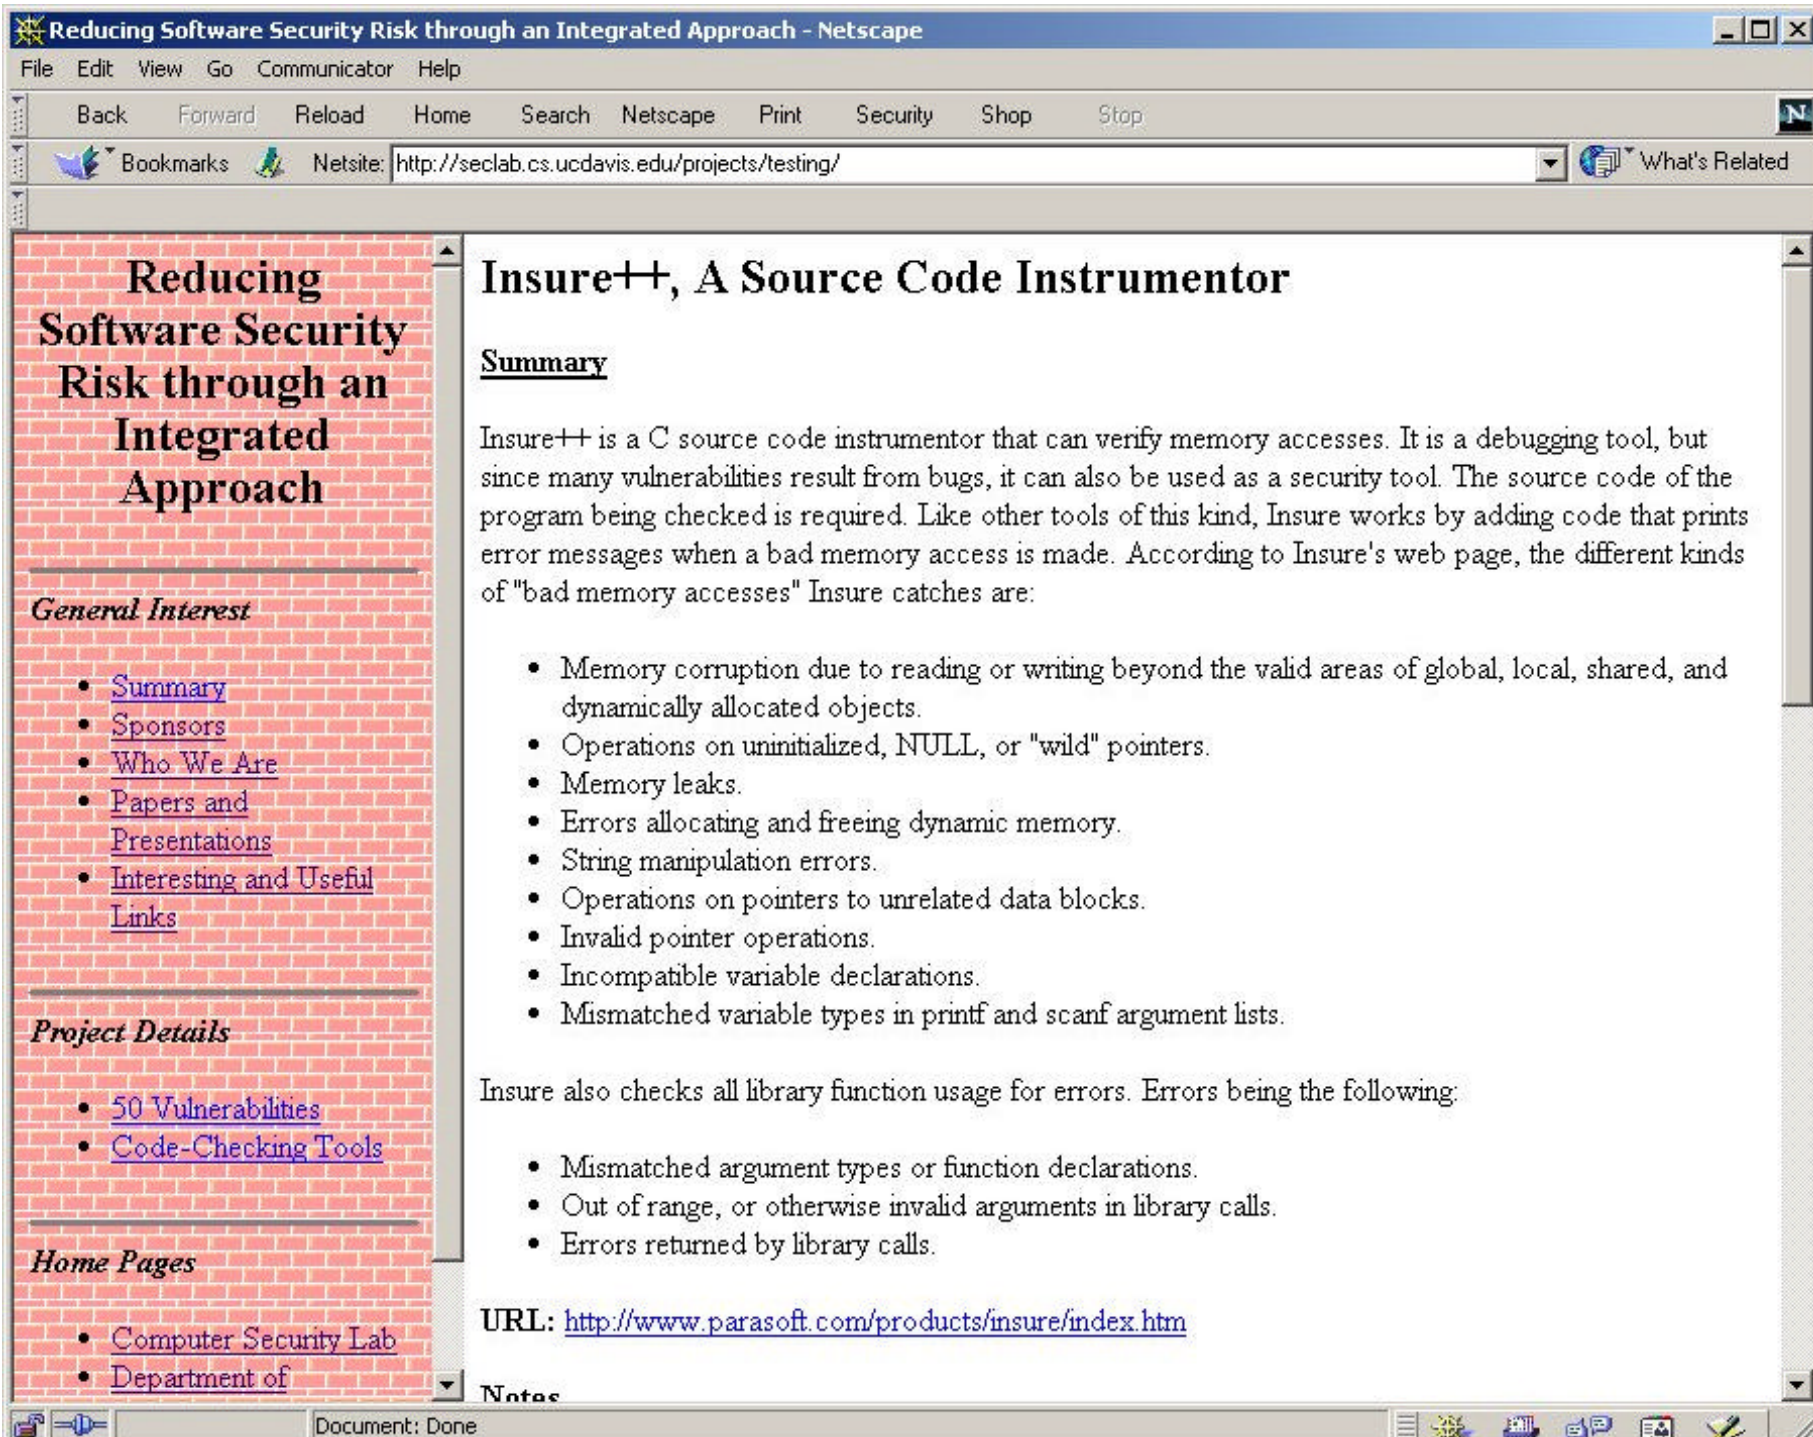 Reducing Software Security Risk through an Integrated Approach - Netscape
File Edit View Go Communicator Help
Back Forward Reload Home Search Netscape Print Security Shop Stop
N
Bookmarks Netsite: http://seclab.cs.ucdavis.edu/projects/testing/ What's Related
Reducing
Software Security
Risk through an
Integrated
Approach
General Interest
• Summary
• Sponsors
• Who We Are
• Papers and
Presentations
• Interesting and Useful
Links
Project Details
• 50 Vulnerabilities
• Code-Checking Tools
Home Pages
• Computer Security Lab
• Department of
Insure++, A Source Code Instrumentor
Summary
Insure++ is a C source code instrumentor that can verify memory accesses. It is a debugging tool, but
since many vulnerabilities result from bugs, it can also be used as a security tool. The source code of the
program being checked is required. Like other tools of this kind, Insure works by adding code that prints
error messages when a bad memory access is made. According to Insure's web page, the different kinds
of "bad memory accesses" Insure catches are:
• Memory corruption due to reading or writing beyond the valid areas of global, local, shared, and
dynamically allocated objects.
• Operations on uninitialized, NULL, or "wild" pointers.
• Memory leaks.
• Errors allocating and freeing dynamic memory.
• String manipulation errors.
• Operations on pointers to unrelated data blocks.
• Invalid pointer operations.
• Incompatible variable declarations.
• Mismatched variable types in printf and scanf argument lists.
Insure also checks all library function usage for errors. Errors being the following:
• Mismatched argument types or function declarations.
• Out of range, or otherwise invalid arguments in library calls.
• Errors returned by library calls.
URL: http://www.parasoft.com/products/insure/index.htm
Notes
Document: Done